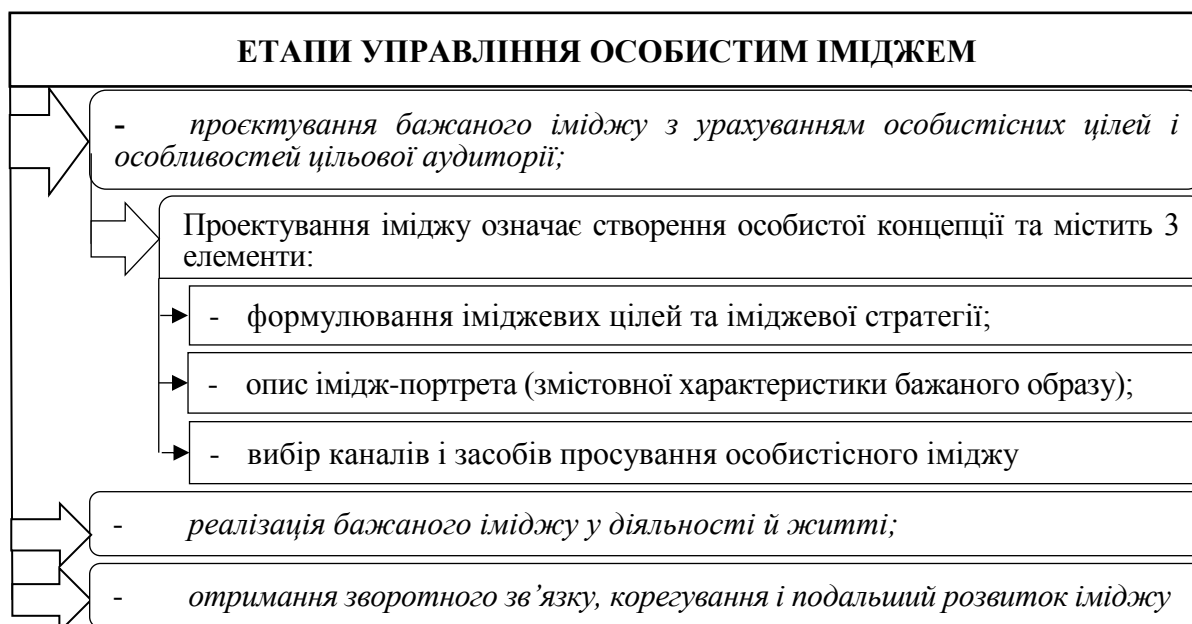 ЕТАПИ УПРАВЛІННЯ ОСОБИСТИМ ІМІДЖЕМ
- проєктування бажаного іміджу з урахуванням особистісних цілей і
особливостей цільової аудиторії;
Проектування іміджу означає створення особистої концепції та містить 3
елементи:
- формулювання іміджевих цілей та іміджевої стратегії;
- опис імідж-портрета (змістовної характеристики бажаного образу);
- вибір каналів і засобів просування особистісного іміджу
- реалізація бажаного іміджу у діяльності й житті;
- отримання зворотного зв’язку, корегування і подальший розвиток іміджу